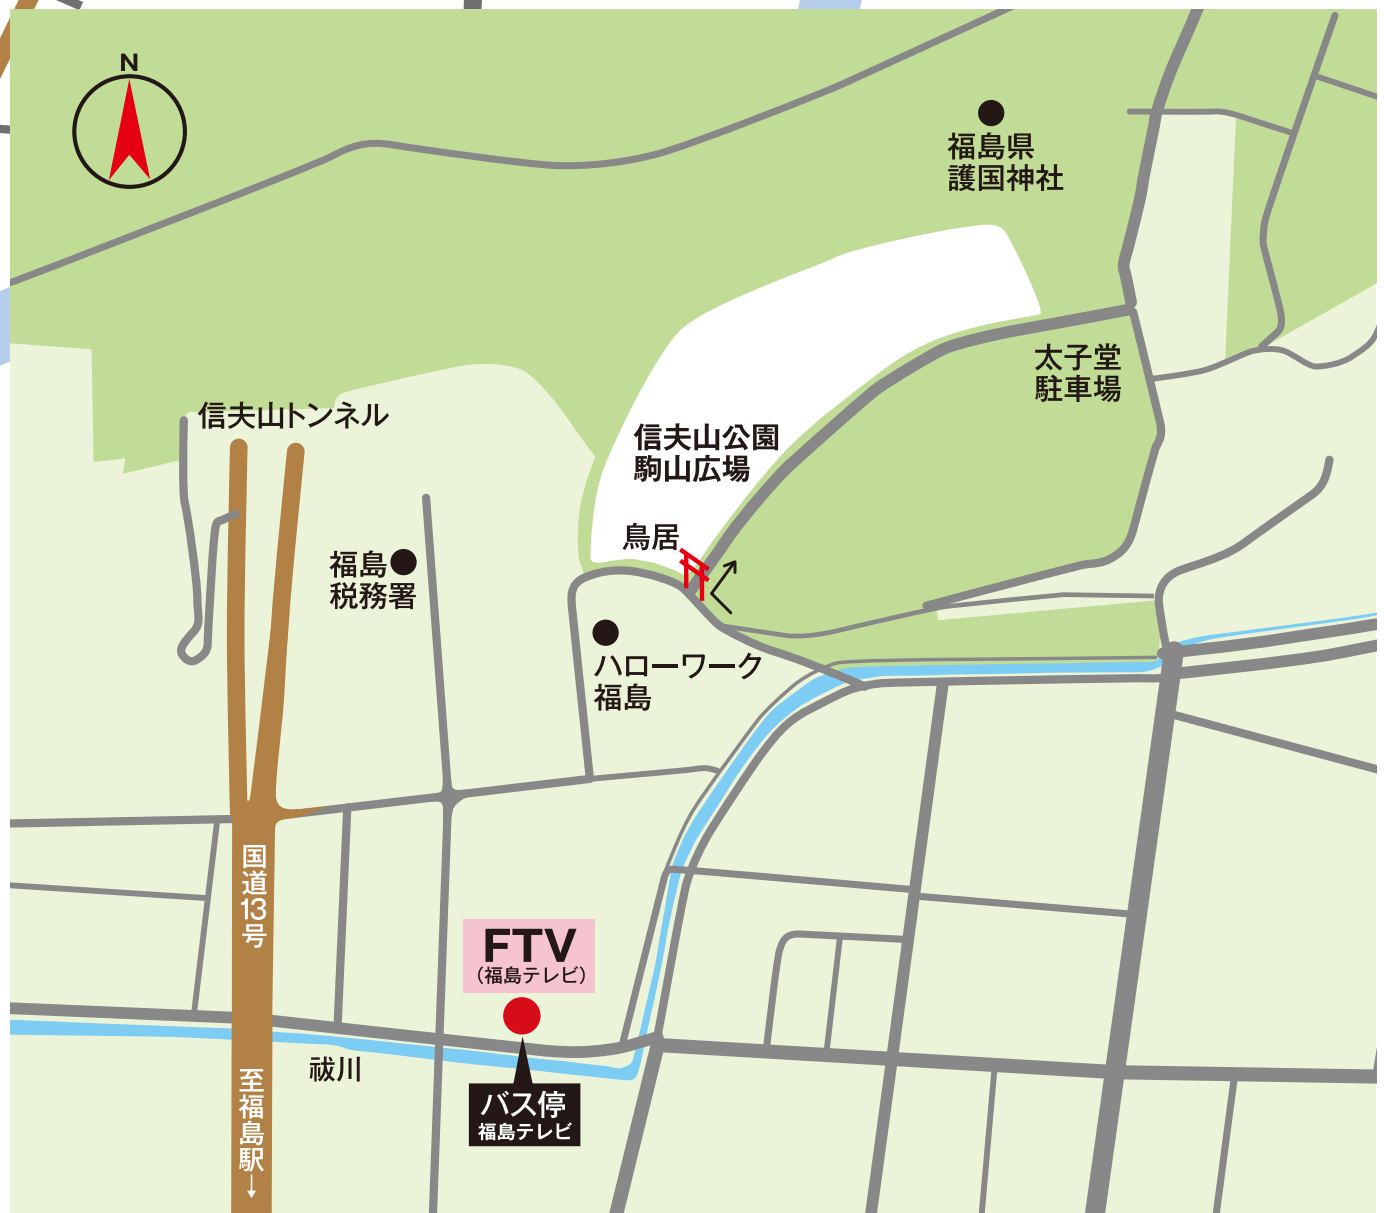 N
福島県
護国神社
太子堂
駐車場
信夫山トンネル
信夫山公園
駒山広場
鳥居
福島
税務署
ハローワーク
福島
国道13号
FTV
(福島テレビ)
祓川
至福島駅→
バス停
福島テレビ